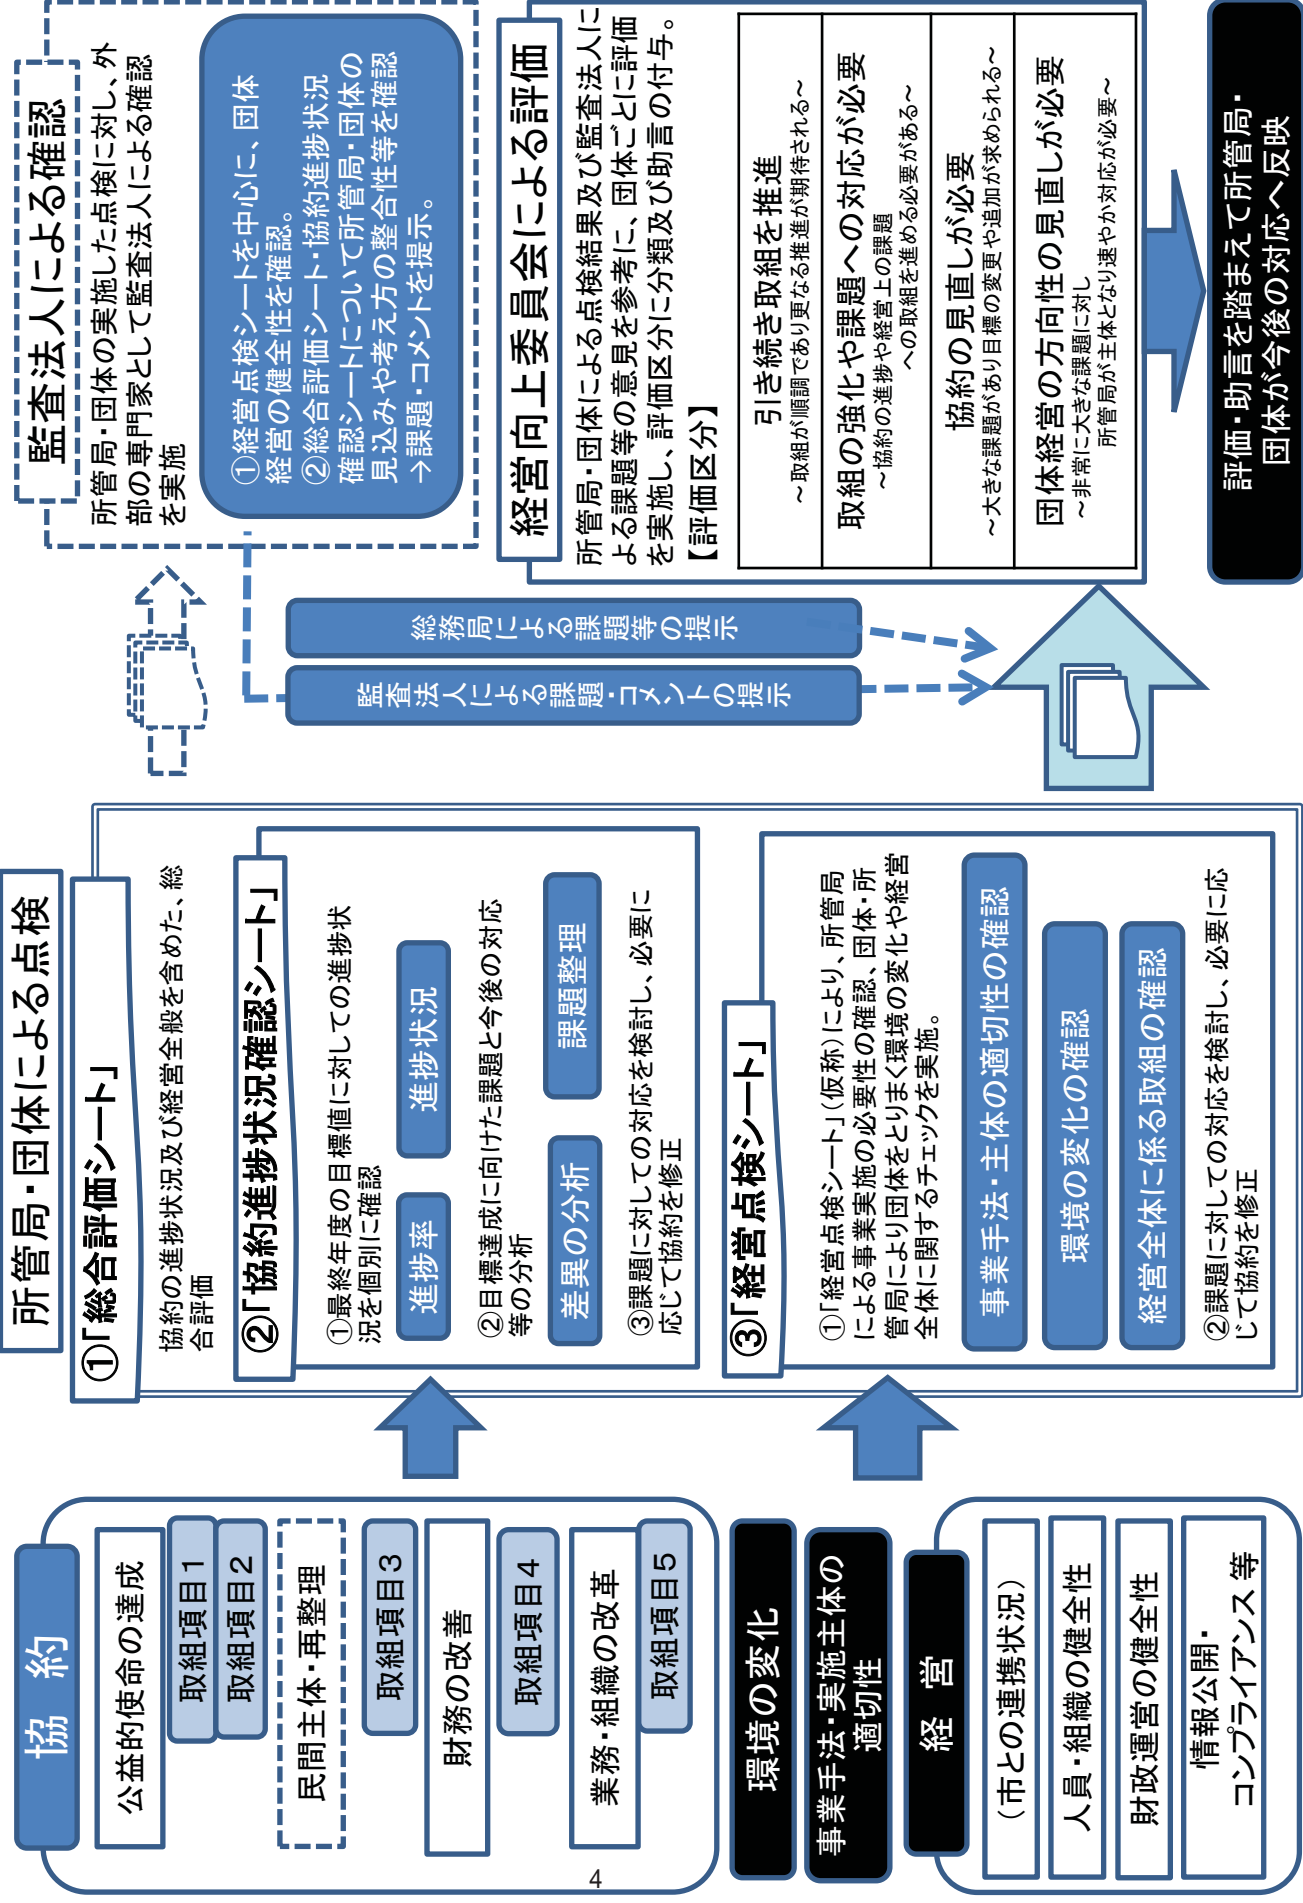 協 約
公益的使命の達成
取組項目1
取組項目2
民間主体・再整理
取組項目3
財務の改善
取組項目4
業務・組織の改革
取組項目5
環境の変化
事業手法・実施主体の
適切性
経 営
（市との連携状況）
人員・組織の健全性
財政運営の健全性
情報公開・
コンプライアンス 等
所管局・団体による点検
①「総合評価シート」
協約の進捗状況及び経営全般を含めた、総
合評価
②「協約進捗状況確認シート」
①最終年度の目標値に対しての進捗状
況を個別に確認
進捗率
進捗状況
②目標達成に向けた課題と今後の対応
等の分析
差異の分析
課題整理
③課題に対しての対応を検討し、必要に
応じて協約を修正
③「経営点検シート」
①「経営点検シート」（仮称）により、所管局
による事業実施の必要性の確認、団体・所
管局により団体をとりまく環境の変化や経営
全体に関するチェックを実施。
事業手法・主体の適切性の確認
環境の変化の確認
経営全体に係る取組の確認
②課題に対しての対応を検討し、必要に応
じて協約を修正
監査法人による確認
所管局・団体の実施した点検に対し、外
部の専門家として監査法人による確認
を実施
①経営点検シートを中心に、団体
経営の健全性を確認。
②総合評価シート・協約進捗状況
確認シートについて所管局・団体の
見込みや考え方の整合性等を確認
→課題・コメントを提示。
総務局による課題等の提示
監査法人による課題・コメントの提示
経営向上委員会による評価
所管局・団体による点検結果及び監査法人に
よる課題等の意見を参考に、団体ごとに評価
を実施し、評価区分に分類及び助言の付与。
【評価区分】
引き続き取組を推進
～取組が順調であり更なる推進が期待される～
取組の強化や課題への対応が必要
～協約の進捗や経営上の課題
への取組を進める必要がある～
協約の見直しが必要
～大きな課題があり目標の変更や追加が求められる～
団体経営の方向性の見直しが必要
～非常に大きな課題に対し
所管局が主体となり速やか対応が必要～
評価・助言を踏まえて所管局・
団体が今後の対応へ反映
4